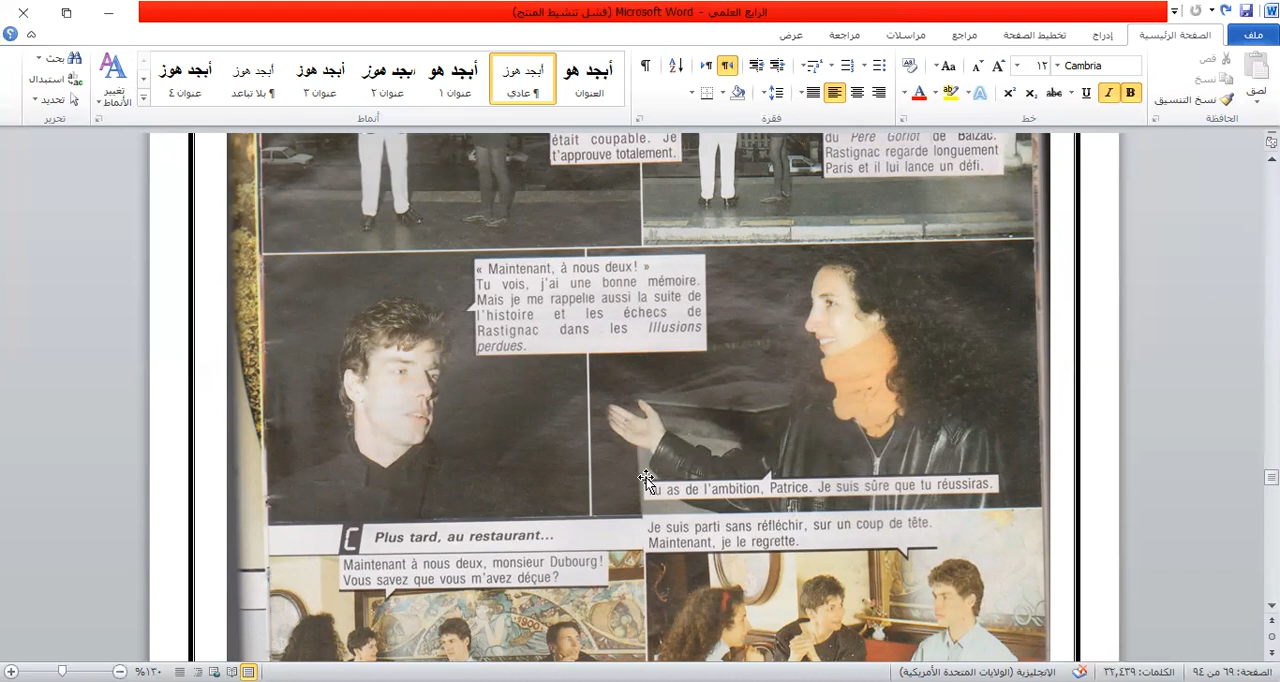 الرابع العلمي - Microsoft Word (فشل تنشيط المنتج)
ملف
الصفحة الرئيسية
إدراج
تخطيط الصفحة
مراجع
مراسلات
مراجعة
عرض
لصق
قص
نسخ
نسخ التنسيق
الحافظة
Cambria
١٢
خط
فقرة
أبجد هو
العنوان
أبجد هوز
¶ عادي
أبجد هو
عنوان ١
أبجد هوز
عنوان ٢
أبجد هوز
عنوان ٣
أبجد هوز
¶ بلا تباعد
أبجد هوز
عنوان ٤
أنماط
تغيير
الأنماط
بحث
استبدال
تحديد
تحرير
était coupable. Je
t'approuve totalement.
du Père Goriot de Balzac.
Rastignac regarde longuement
Paris et il lui lance un défi.
« Maintenant, à nous deux! »
Tu vois, j'ai une bonne mémoire.
Mais je me rappelle aussi la suite de
l'histoire et les échecs de
Rastignac dans les Illusions
perdues.
u as de l'ambition, Patrice. Je suis sûre que tu réussiras.
C Plus tard, au restaurant...
Maintenant à nous deux, monsieur Dubourg!
Vous savez que vous m'avez déçue?
Je suis parti sans réfléchir, sur un coup de tête.
Maintenant, je le regrette.
1900
الصفحة: ٦٩ من ٩٤
الكلمات: ٣٢,٤٣٩
الإنجليزية (الولايات المتحدة الأمريكية)
%١٣٠